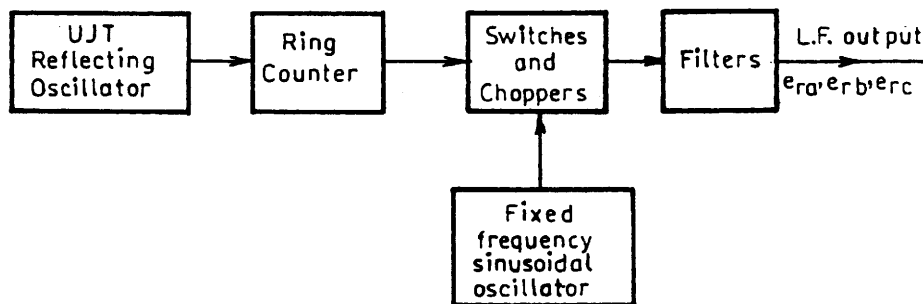 UJT
Reflecting
Oscillator
Ring
Counter
Switches
and
Choppers
Filters
L.F. output
era, erb, erc
Fixed
frequency
sinusoidal
oscillator